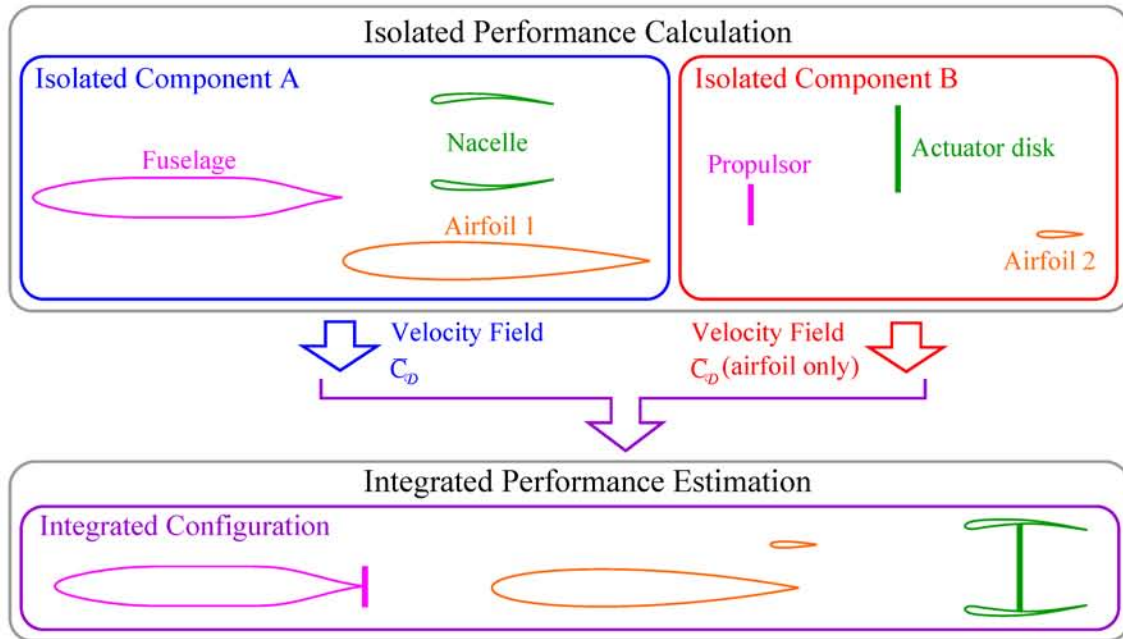 Isolated Performance Calculation
Isolated Component A
Isolated Component B
Nacelle
Actuator disk
Fuselage
Propulsor
Airfoil 1
Airfoil 2
Velocity Field
C̄𝒟
Velocity Field
C̄𝒟 (airfoil only)
Integrated Performance Estimation
Integrated Configuration